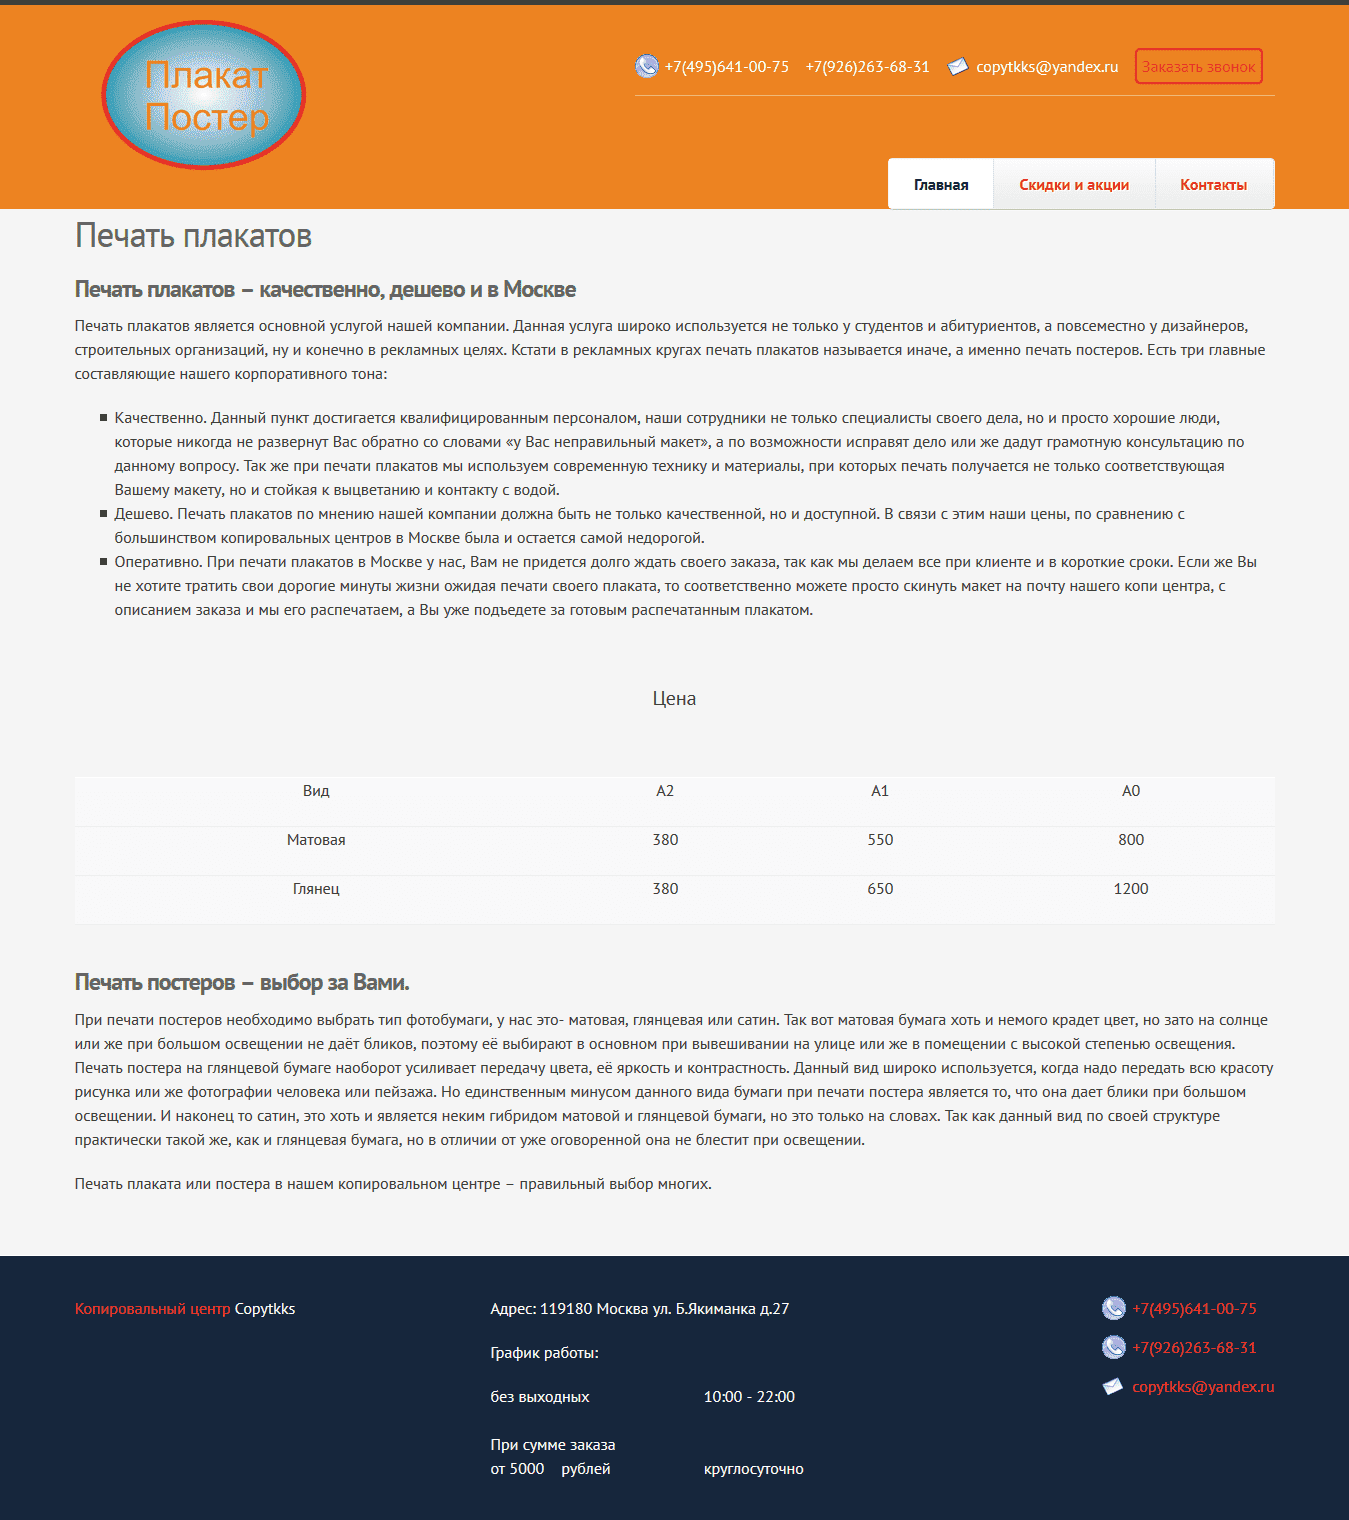 Плакат
Постер
+7(495)641-00-75 +7(926)263-68-31 copytkks@yandex.ru Заказать звонок
Главная Скидки и акции Контакты
Печать плакатов
Печать плакатов – качественно, дешево и в Москве
Печать плакатов является основной услугой нашей компании. Данная услуга широко используется не только у студентов и абитуриентов, а повсеместно у дизайнеров,
строительных организаций, ну и конечно в рекламных целях. Кстати в рекламных кругах печать плакатов называется иначе, а именно печать постеров. Есть три главные
составляющие нашего корпоративного тона:
Качественно. Данный пункт достигается квалифицированным персоналом, наши сотрудники не только специалисты своего дела, но и просто хорошие люди,
которые никогда не развернут Вас обратно со словами «у Вас неправильный макет», а по возможности исправят дело или же дадут грамотную консультацию по
данному вопросу. Так же при печати плакатов мы используем современную технику и материалы, при которых печать получается не только соответствующая
Вашему макету, но и стойкая к выцветанию и контакту с водой.
Дешево. Печать плакатов по мнению нашей компании должна быть не только качественной, но и доступной. В связи с этим наши цены, по сравнению с
большинством копировальных центров в Москве была и остается самой недорогой.
Оперативно. При печати плакатов в Москве у нас, Вам не придется долго ждать своего заказа, так как мы делаем все при клиенте и в короткие сроки. Если же Вы
не хотите тратить свои дорогие минуты жизни ожидая печати своего плаката, то соответственно можете просто скинуть макет на почту нашего копи центра, с
описанием заказа и мы его распечатаем, а Вы уже подъедете за готовым распечатанным плакатом.
Цена
Вид А2 А1 А0
Матовая 380 550 800
Глянец 380 650 1200
Печать постеров – выбор за Вами.
При печати постеров необходимо выбрать тип фотобумаги, у нас это- матовая, глянцевая или сатин. Так вот матовая бумага хоть и немого крадет цвет, но зато на солнце
или же при большом освещении не даёт бликов, поэтому её выбирают в основном при вывешивании на улице или же в помещении с высокой степенью освещения.
Печать постера на глянцевой бумаге наоборот усиливает передачу цвета, её яркость и контрастность. Данный вид широко используется, когда надо передать всю красоту
рисунка или же фотографии человека или пейзажа. Но единственным минусом данного вида бумаги при печати постера является то, что она дает блики при большом
освещении. И наконец то сатин, это хоть и является неким гибридом матовой и глянцевой бумаги, но это только на словах. Так как данный вид по своей структуре
практически такой же, как и глянцевая бумага, но в отличии от уже оговоренной она не блестит при освещении.
Печать плаката или постера в нашем копировальном центре – правильный выбор многих.
Копировальный центр Copytkks
Адрес: 119180 Москва ул. Б.Якиманка д.27
График работы:
без выходных 10:00 - 22:00
При сумме заказа
от 5000 рублей круглосуточно
+7(495)641-00-75
+7(926)263-68-31
copytkks@yandex.ru